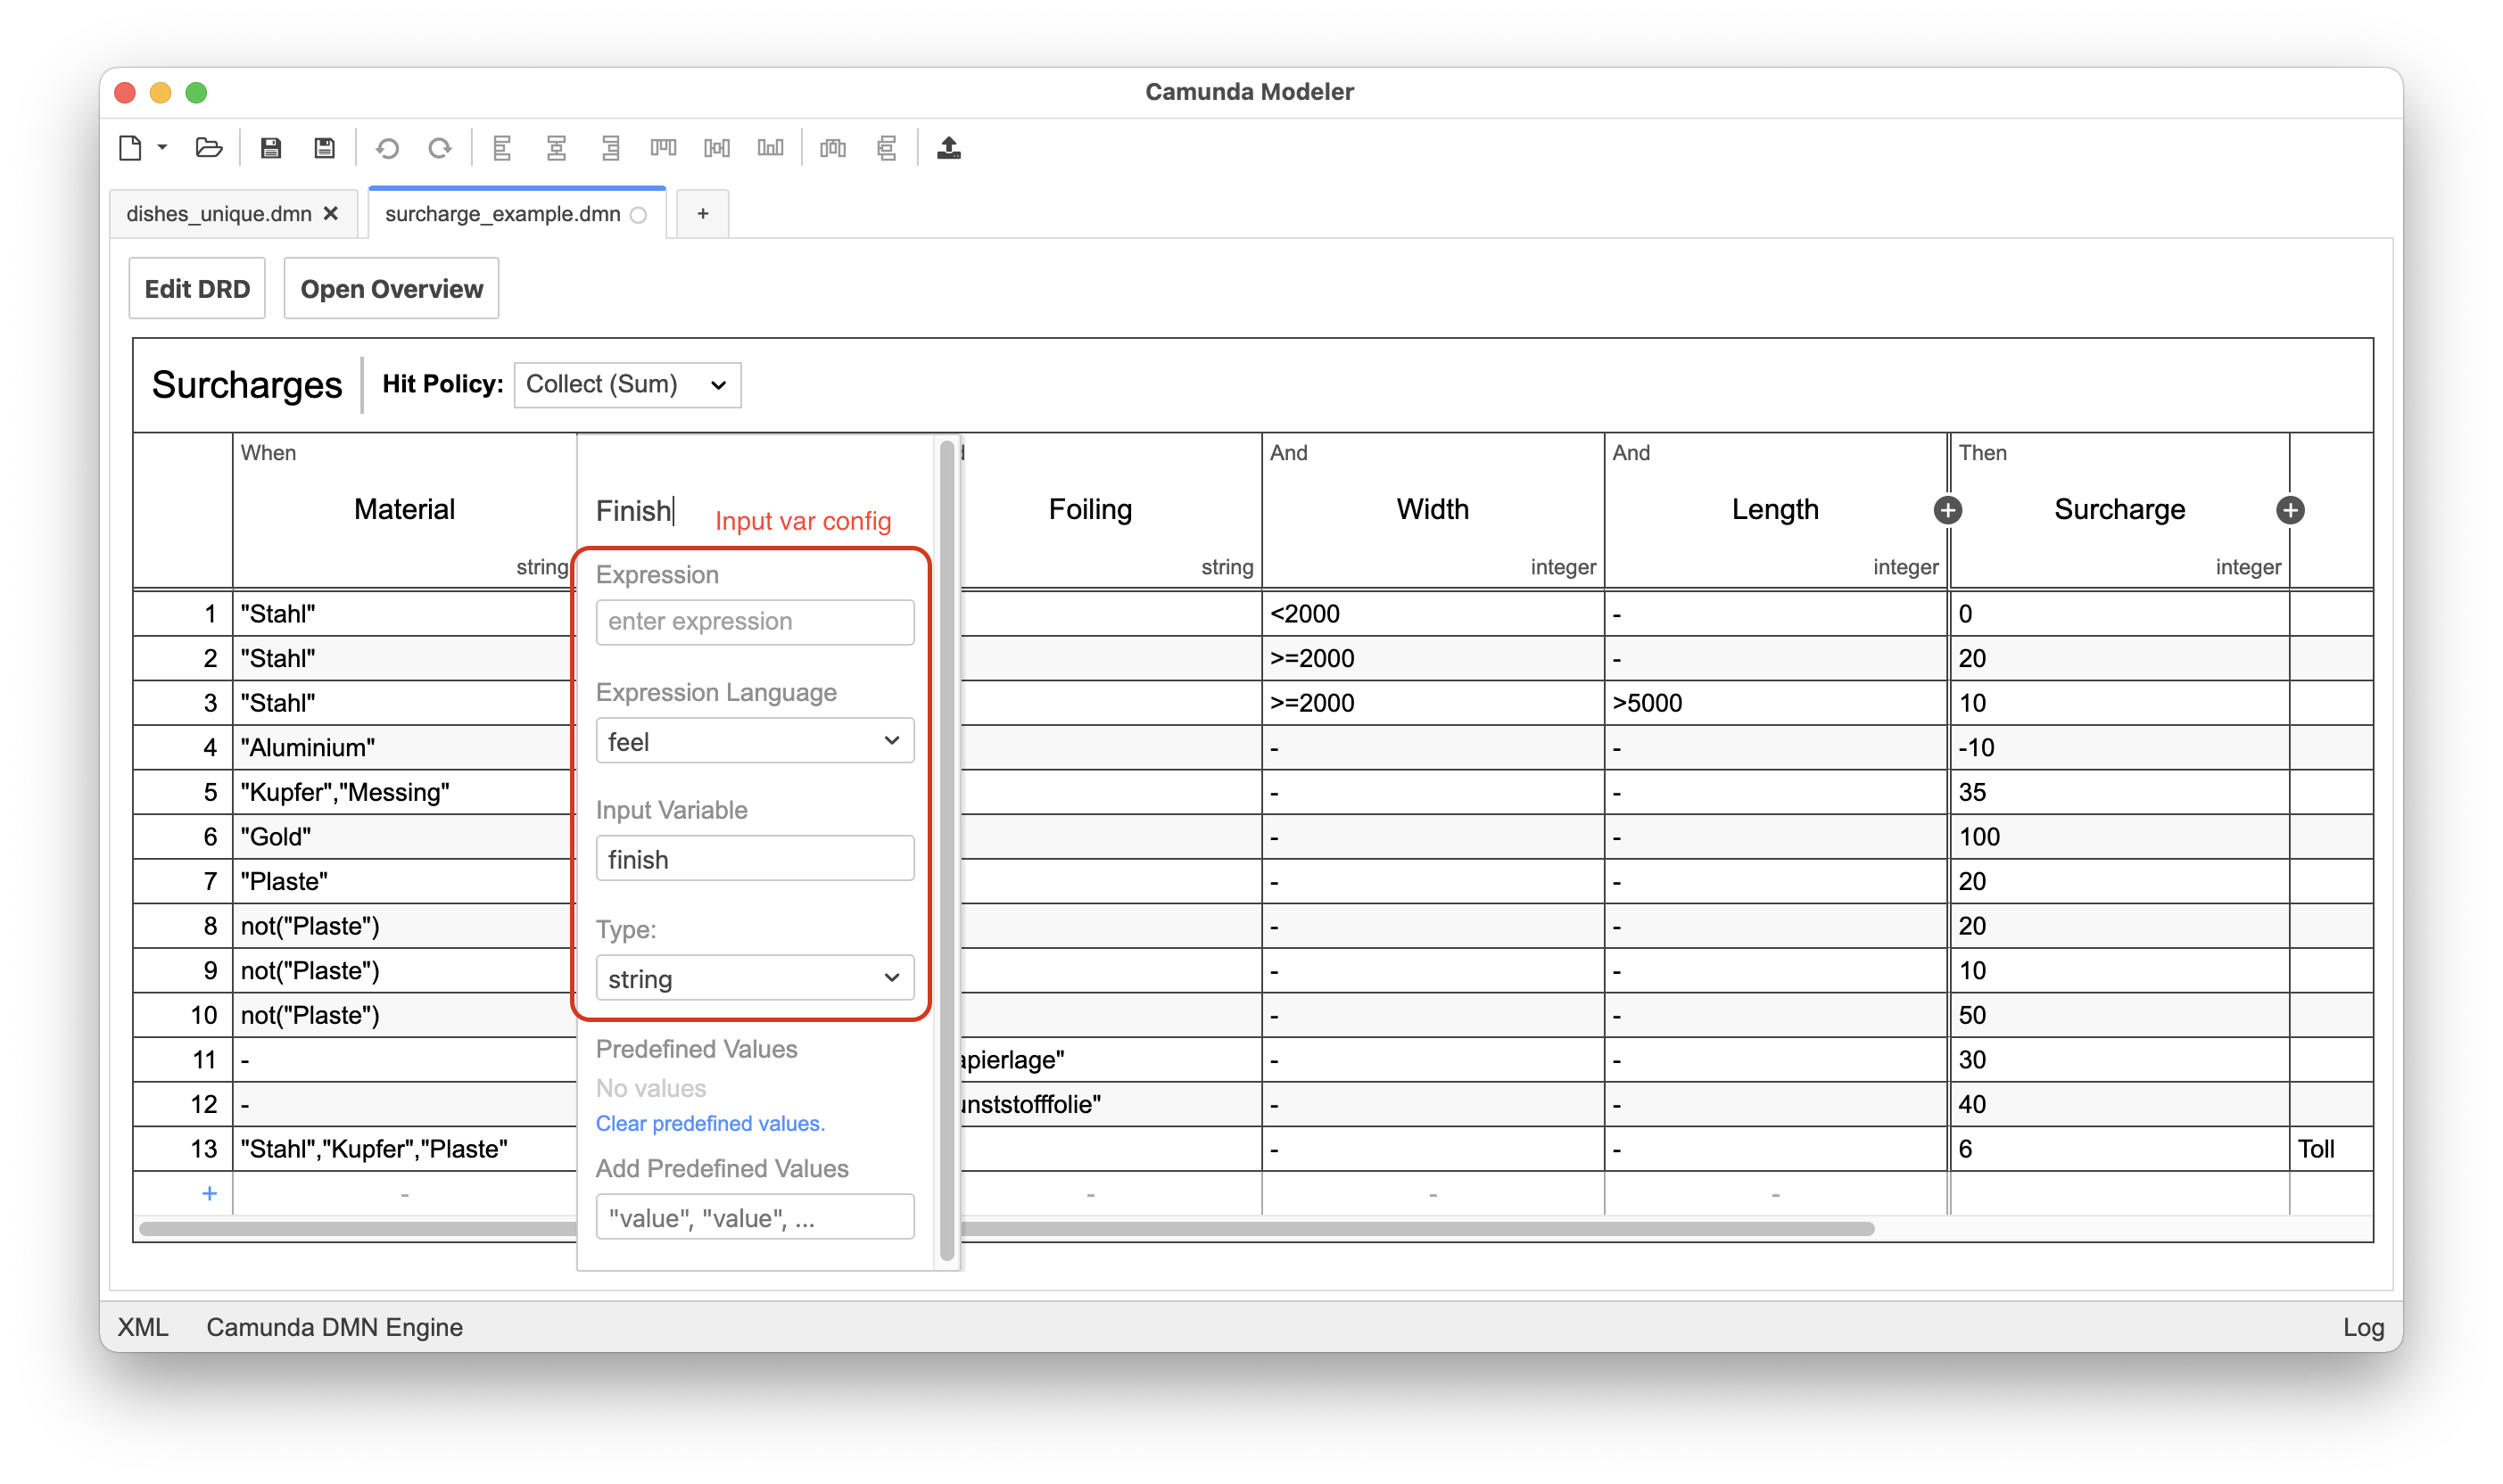 Camunda Modeler
dishes_unique.dmn
surcharge_example.dmn
+
Edit DRD Open Overview
Surcharges Hit Policy: Collect (Sum)
When And And Then
Material Finish Foiling Width Length Surcharge
Input var config
string string integer integer integer
Expression
enter expression
Expression Language
feel
Input Variable
finish
Type:
string
Predefined Values
No values
Clear predefined values.
Add Predefined Values
"value", "value", ...
1 "Stahl" <2000 - 0
2 "Stahl" >=2000 - 20
3 "Stahl" >=2000 >5000 10
4 "Aluminium" - - -10
5 "Kupfer","Messing" - - 35
6 "Gold" - - 100
7 "Plaste" - - 20
8 not("Plaste") - - 20
9 not("Plaste") - - 10
10 not("Plaste") - - 50
11 - apierlage" - - 30
12 - unststofffolie" - - 40
13 "Stahl","Kupfer","Plaste" - - 6 Toll
+ - - - -
XML Camunda DMN Engine Log